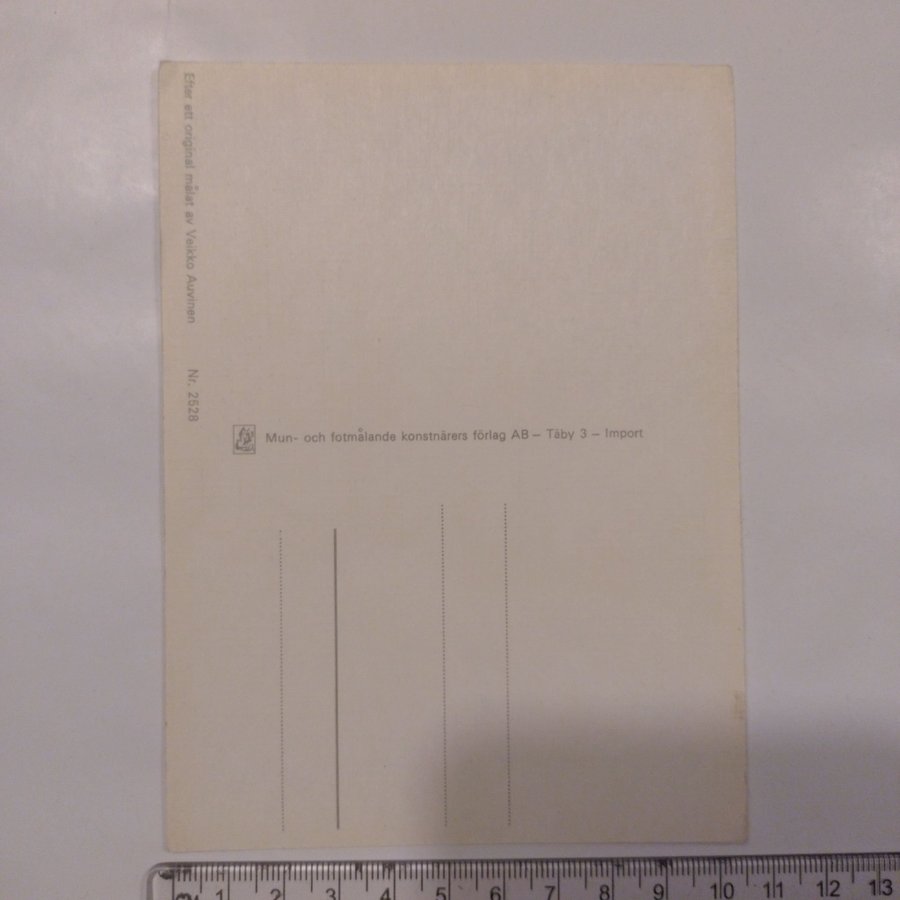 Efter ett original målat av Veikko Auvinen
Nr. 2528
Mun- och fotmålande konstnärers förlag AB – Täby 3 – Import
1 2 3 4 5 6 7 8 9 10 11 12 13